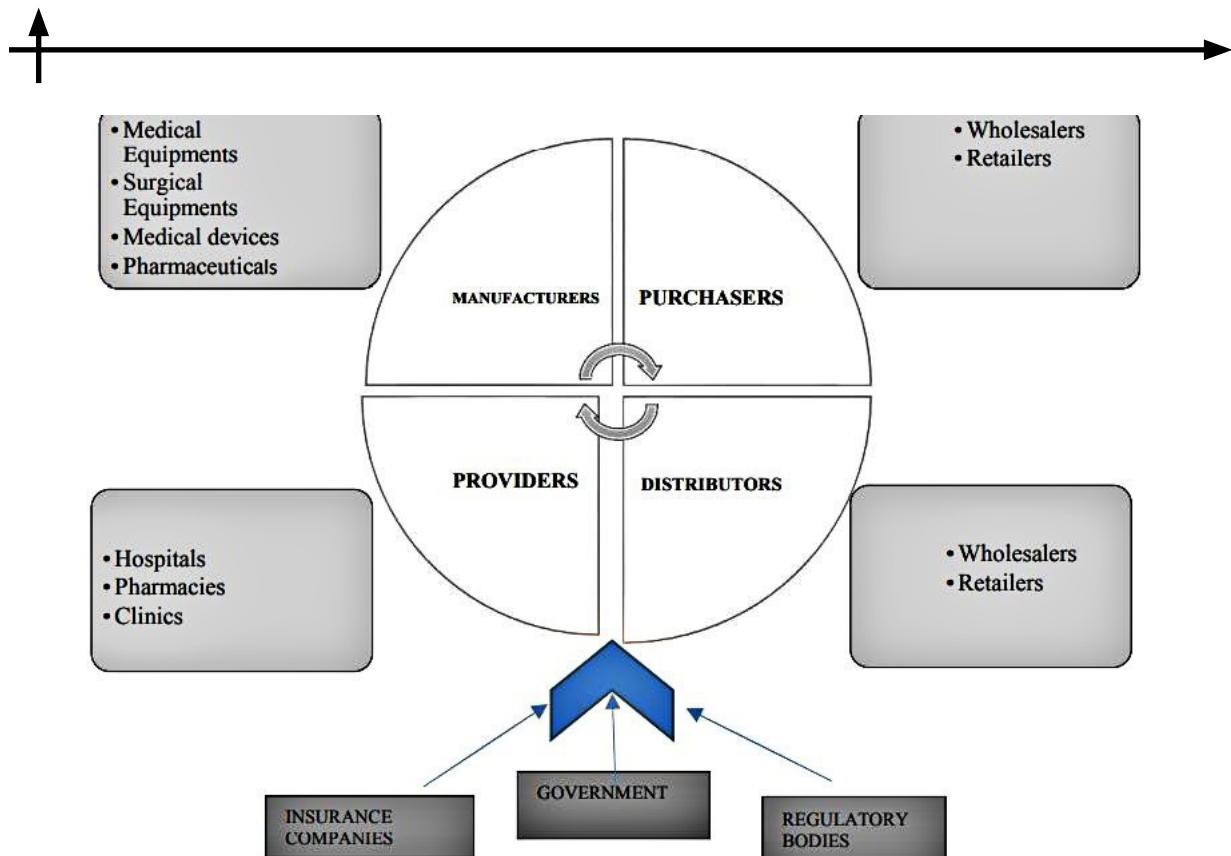 • Medical
Equipments
• Surgical
Equipments
• Medical devices
• Pharmaceuticals
• Wholesalers
• Retailers
MANUFACTURERS
PURCHASERS
PROVIDERS
DISTRIBUTORS
• Hospitals
• Pharmacies
• Clinics
• Wholesalers
• Retailers
INSURANCE
COMPANIES
GOVERNMENT
REGULATORY
BODIES